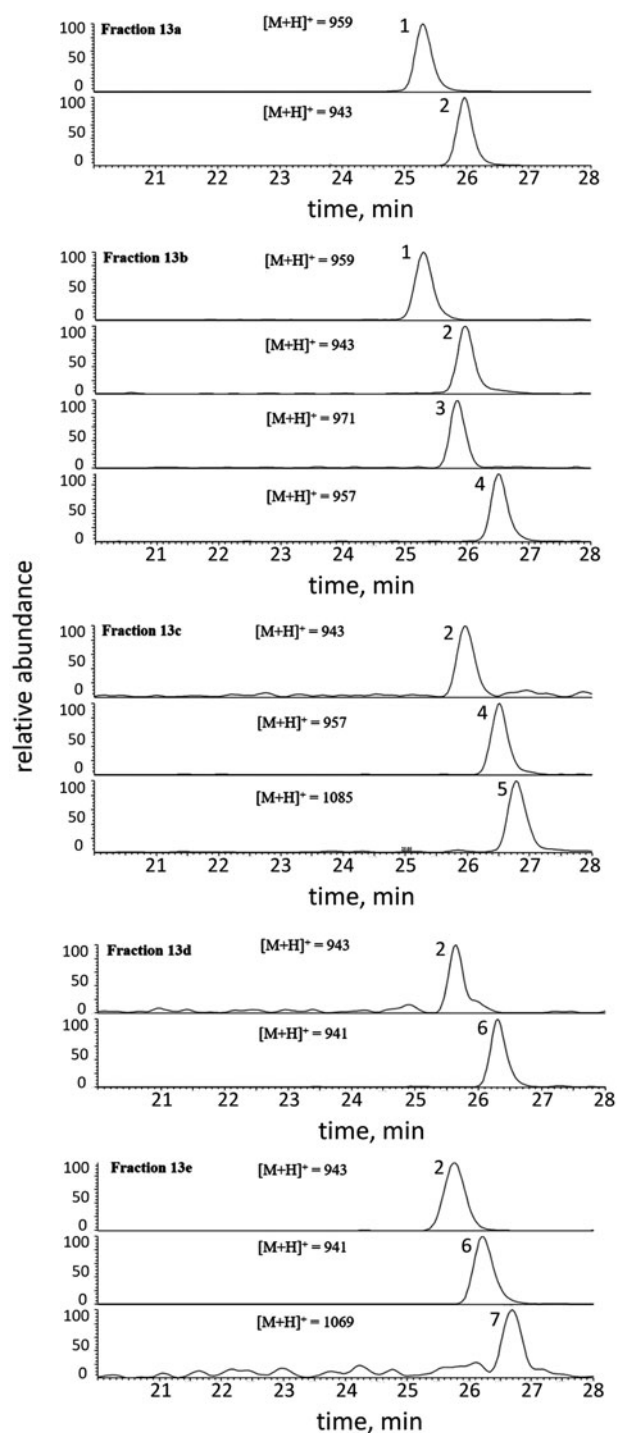 Fraction 13a
[M+H]⁺ = 959
1
100
50
0
[M+H]⁺ = 943
2
100
50
0
21 22 23 24 25 26 27 28
time, min
Fraction 13b
[M+H]⁺ = 959
1
100
50
0
[M+H]⁺ = 943
2
100
50
0
[M+H]⁺ = 971
3
100
50
0
[M+H]⁺ = 957
4
100
50
0
21 22 23 24 25 26 27 28
time, min
relative abundance
Fraction 13c
[M+H]⁺ = 943
2
100
50
0
[M+H]⁺ = 957
4
100
50
0
[M+H]⁺ = 1085
5
100
50
0
21 22 23 24 25 26 27 28
time, min
Fraction 13d
[M+H]⁺ = 943
2
100
50
0
[M+H]⁺ = 941
6
100
50
0
21 22 23 24 25 26 27 28
time, min
Fraction 13e
[M+H]⁺ = 943
2
100
50
0
[M+H]⁺ = 941
6
100
50
0
[M+H]⁺ = 1069
7
100
50
0
21 22 23 24 25 26 27 28
time, min